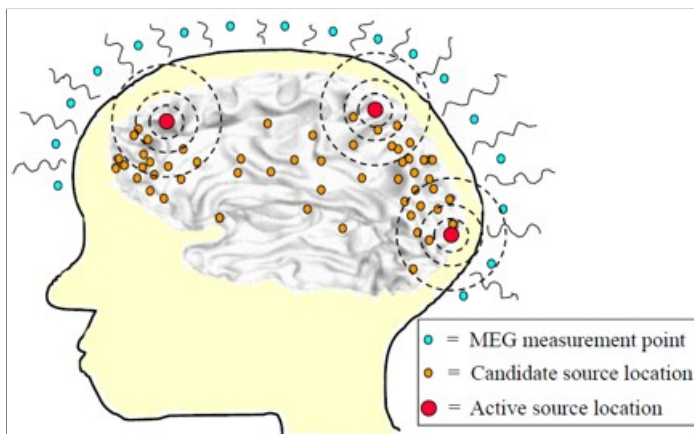 = MEG measurement point
= Candidate source location
= Active source location